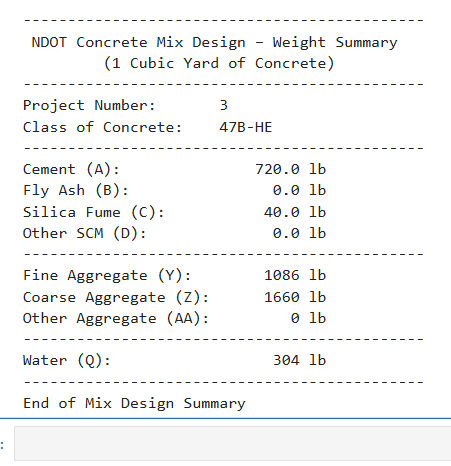 ---------------------------------------------
NDOT Concrete Mix Design – Weight Summary
(1 Cubic Yard of Concrete)
---------------------------------------------
Project Number: 3
Class of Concrete: 47B-HE
---------------------------------------------
Cement (A): 720.0 lb
Fly Ash (B): 0.0 lb
Silica Fume (C): 40.0 lb
Other SCM (D): 0.0 lb
---------------------------------------------
Fine Aggregate (Y): 1086 lb
Coarse Aggregate (Z): 1660 lb
Other Aggregate (AA): 0 lb
---------------------------------------------
Water (Q): 304 lb
---------------------------------------------
End of Mix Design Summary
: